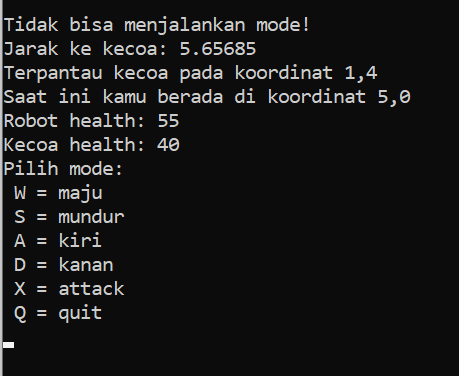 Tidak bisa menjalankan mode!
Jarak ke kecoa: 5.65685
Terpantau kecoa pada koordinat 1,4
Saat ini kamu berada di koordinat 5,0
Robot health: 55
Kecoa health: 40
Pilih mode:
W = maju
S = mundur
A = kiri
D = kanan
X = attack
Q = quit